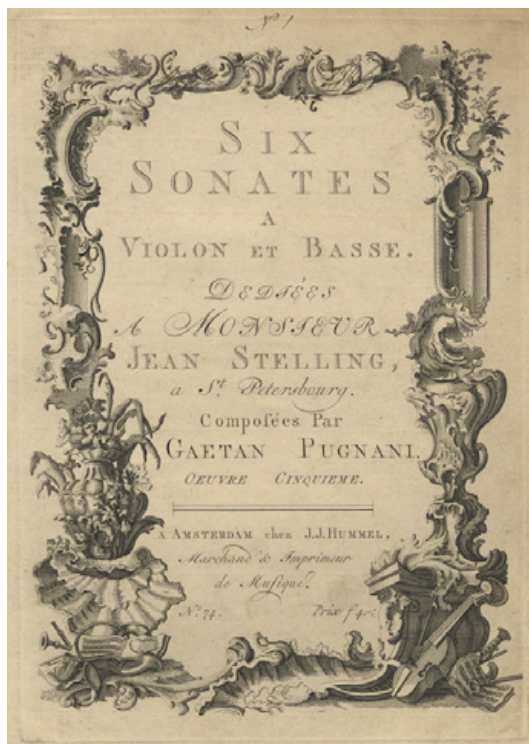 N° 1
SIX
SONATES
A
VIOLON ET BASSE.
DEDIÉES
A MONSIEUR
JEAN STELLING,
a St. Petersbourg.
Compoſées Par
GAETAN PUGNANI.
OEUVRE CINQUIEME.
A AMSTERDAM chez J.J. HUMMEL,
Marchand & Imprimeur
de Muſique.
N°. 74. Prix f 4: